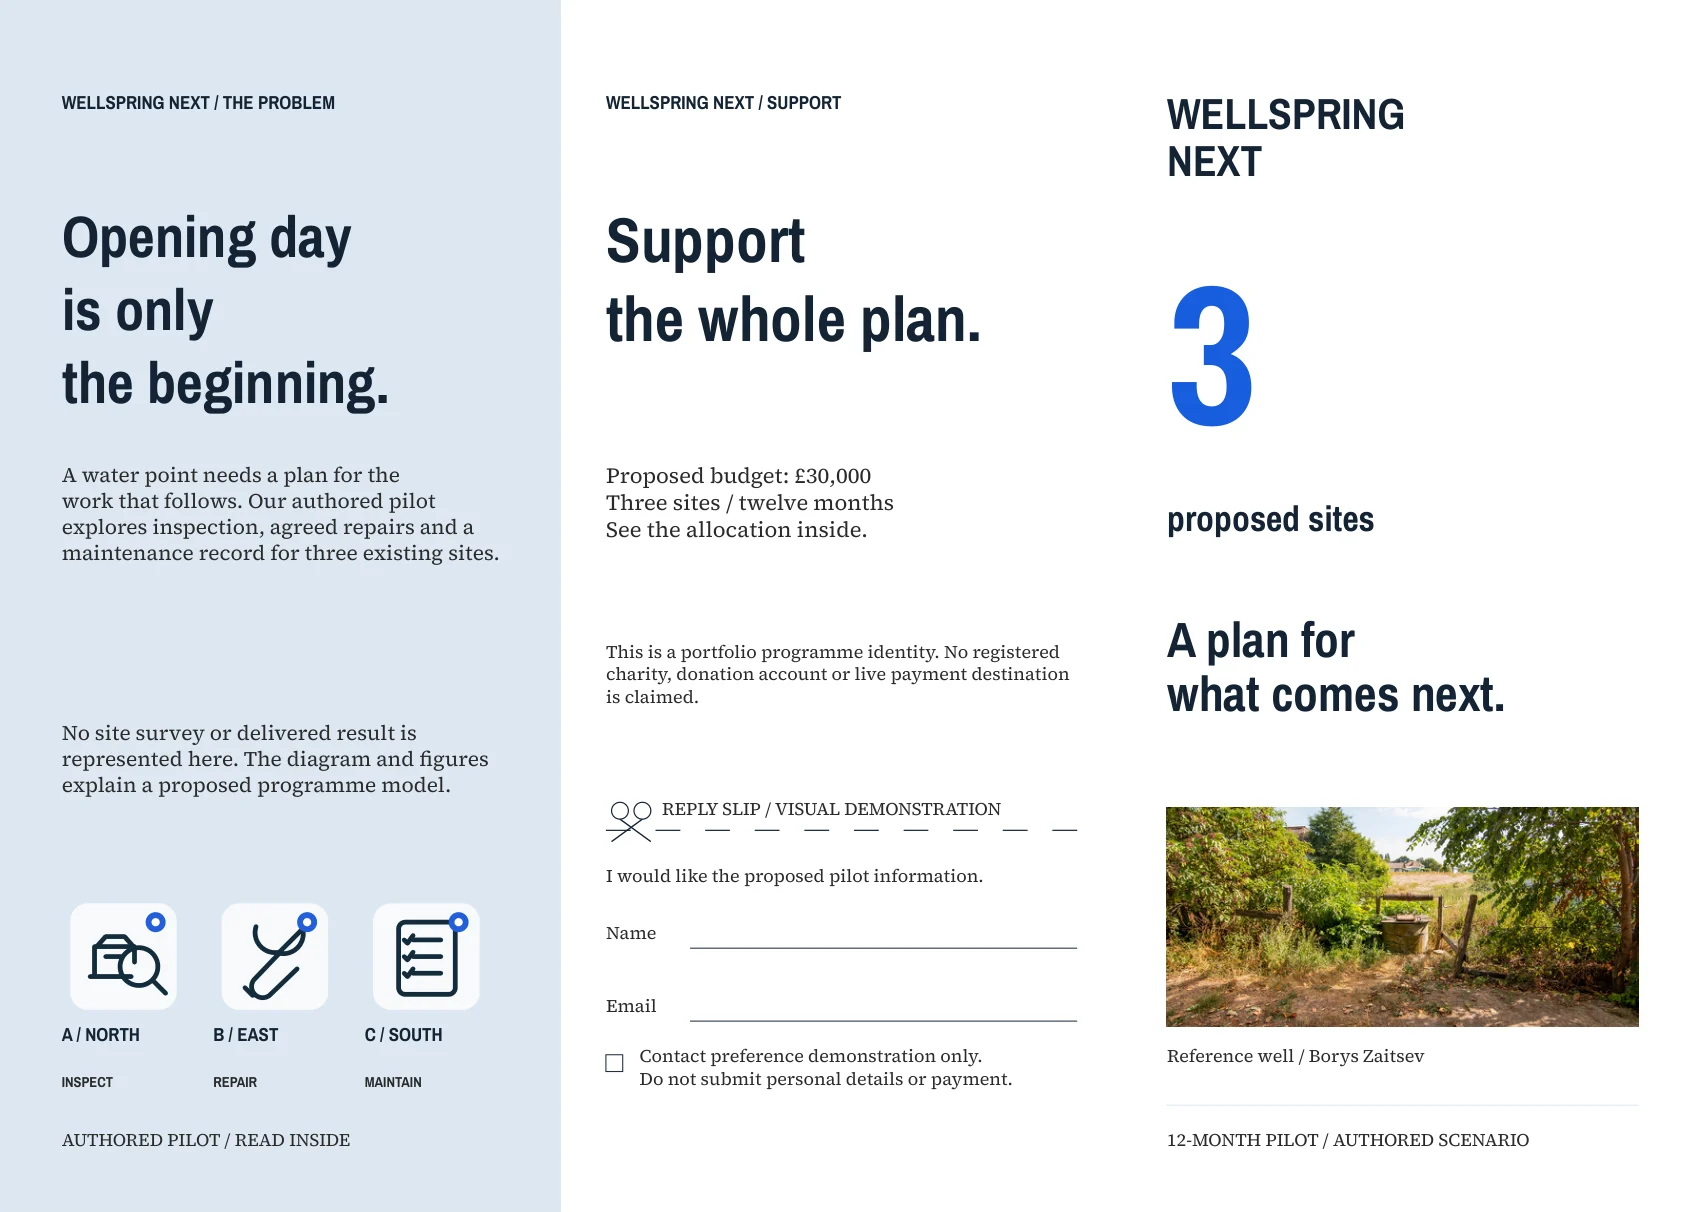 WELLSPRING NEXT / THE PROBLEM
Opening day
is only
the beginning.
A water point needs a plan for the
work that follows. Our authored pilot
explores inspection, agreed repairs and a
maintenance record for three existing sites.
No site survey or delivered result is
represented here. The diagram and figures
explain a proposed programme model.
A / NORTH
INSPECT
B / EAST
REPAIR
C / SOUTH
MAINTAIN
AUTHORED PILOT / READ INSIDE
WELLSPRING NEXT / SUPPORT
Support
the whole plan.
Proposed budget: £30,000
Three sites / twelve months
See the allocation inside.
This is a portfolio programme identity. No registered
charity, donation account or live payment destination
is claimed.
REPLY SLIP / VISUAL DEMONSTRATION
I would like the proposed pilot information.
Name
Email
Contact preference demonstration only.
Do not submit personal details or payment.
WELLSPRING
NEXT
3
proposed sites
A plan for
what comes next.
Reference well / Borys Zaitsev
12-MONTH PILOT / AUTHORED SCENARIO